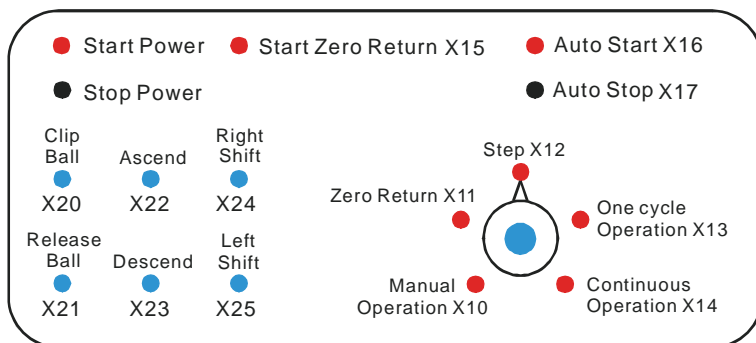 Start Power
Start Zero Return X15
Auto Start X16
Stop Power
Auto Stop X17
Clip
Ball
X20
Ascend
X22
Right
Shift
X24
Release
Ball
X21
Descend
X23
Left
Shift
X25
Step X12
Zero Return X11
One cycle
Operation X13
Manual
Operation X10
Continuous
Operation X14